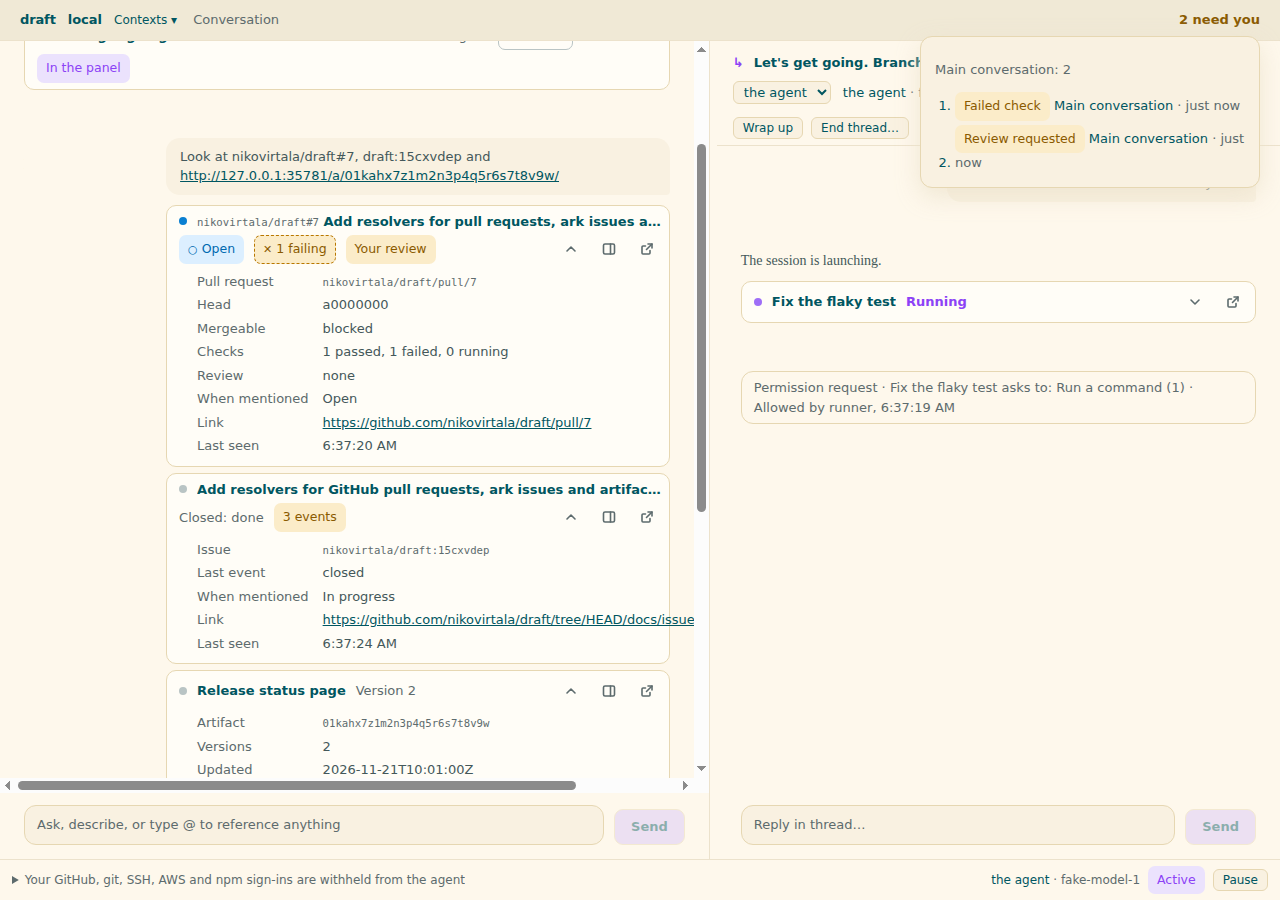 draft local Contexts ▾ Conversation
2 need you
In the panel
Look at nikovirtala/draft#7, draft:15cxvdep and
http://127.0.0.1:35781/a/01kahx7z1m2n3p4q5r6s7t8v9w/
nikovirtala/draft#7 Add resolvers for pull requests, ark issues a…
○ Open × 1 failing Your review
Pull request nikovirtala/draft/pull/7
Head a0000000
Mergeable blocked
Checks 1 passed, 1 failed, 0 running
Review none
When mentioned Open
Link https://github.com/nikovirtala/draft/pull/7
Last seen 6:37:20 AM
Add resolvers for GitHub pull requests, ark issues and artifac…
Closed: done 3 events
Issue nikovirtala/draft:15cxvdep
Last event closed
When mentioned In progress
Link https://github.com/nikovirtala/draft/tree/HEAD/docs/issue
Last seen 6:37:24 AM
Release status page Version 2
Artifact 01kahx7z1m2n3p4q5r6s7t8v9w
Versions 2
Updated 2026-11-21T10:01:00Z
Ask, describe, or type @ to reference anything
Send
↳ Let's get going. Branch
the agent the agent ·
Wrap up End thread…
Main conversation: 2
1. Failed check Main conversation · just now
Review requested Main conversation · just
2. now
The session is launching.
Fix the flaky test Running
Permission request · Fix the flaky test asks to: Run a command (1) ·
Allowed by runner, 6:37:19 AM
Reply in thread…
Send
▶ Your GitHub, git, SSH, AWS and npm sign-ins are withheld from the agent
the agent · fake-model-1 Active Pause